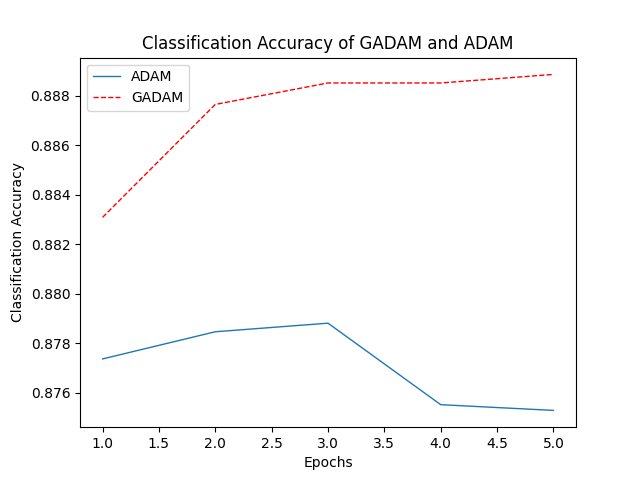 Classification Accuracy of GADAM and ADAM
ADAM
GADAM
Classification Accuracy
0.888
0.886
0.884
0.882
0.880
0.878
0.876
1.0 1.5 2.0 2.5 3.0 3.5 4.0 4.5 5.0
Epochs